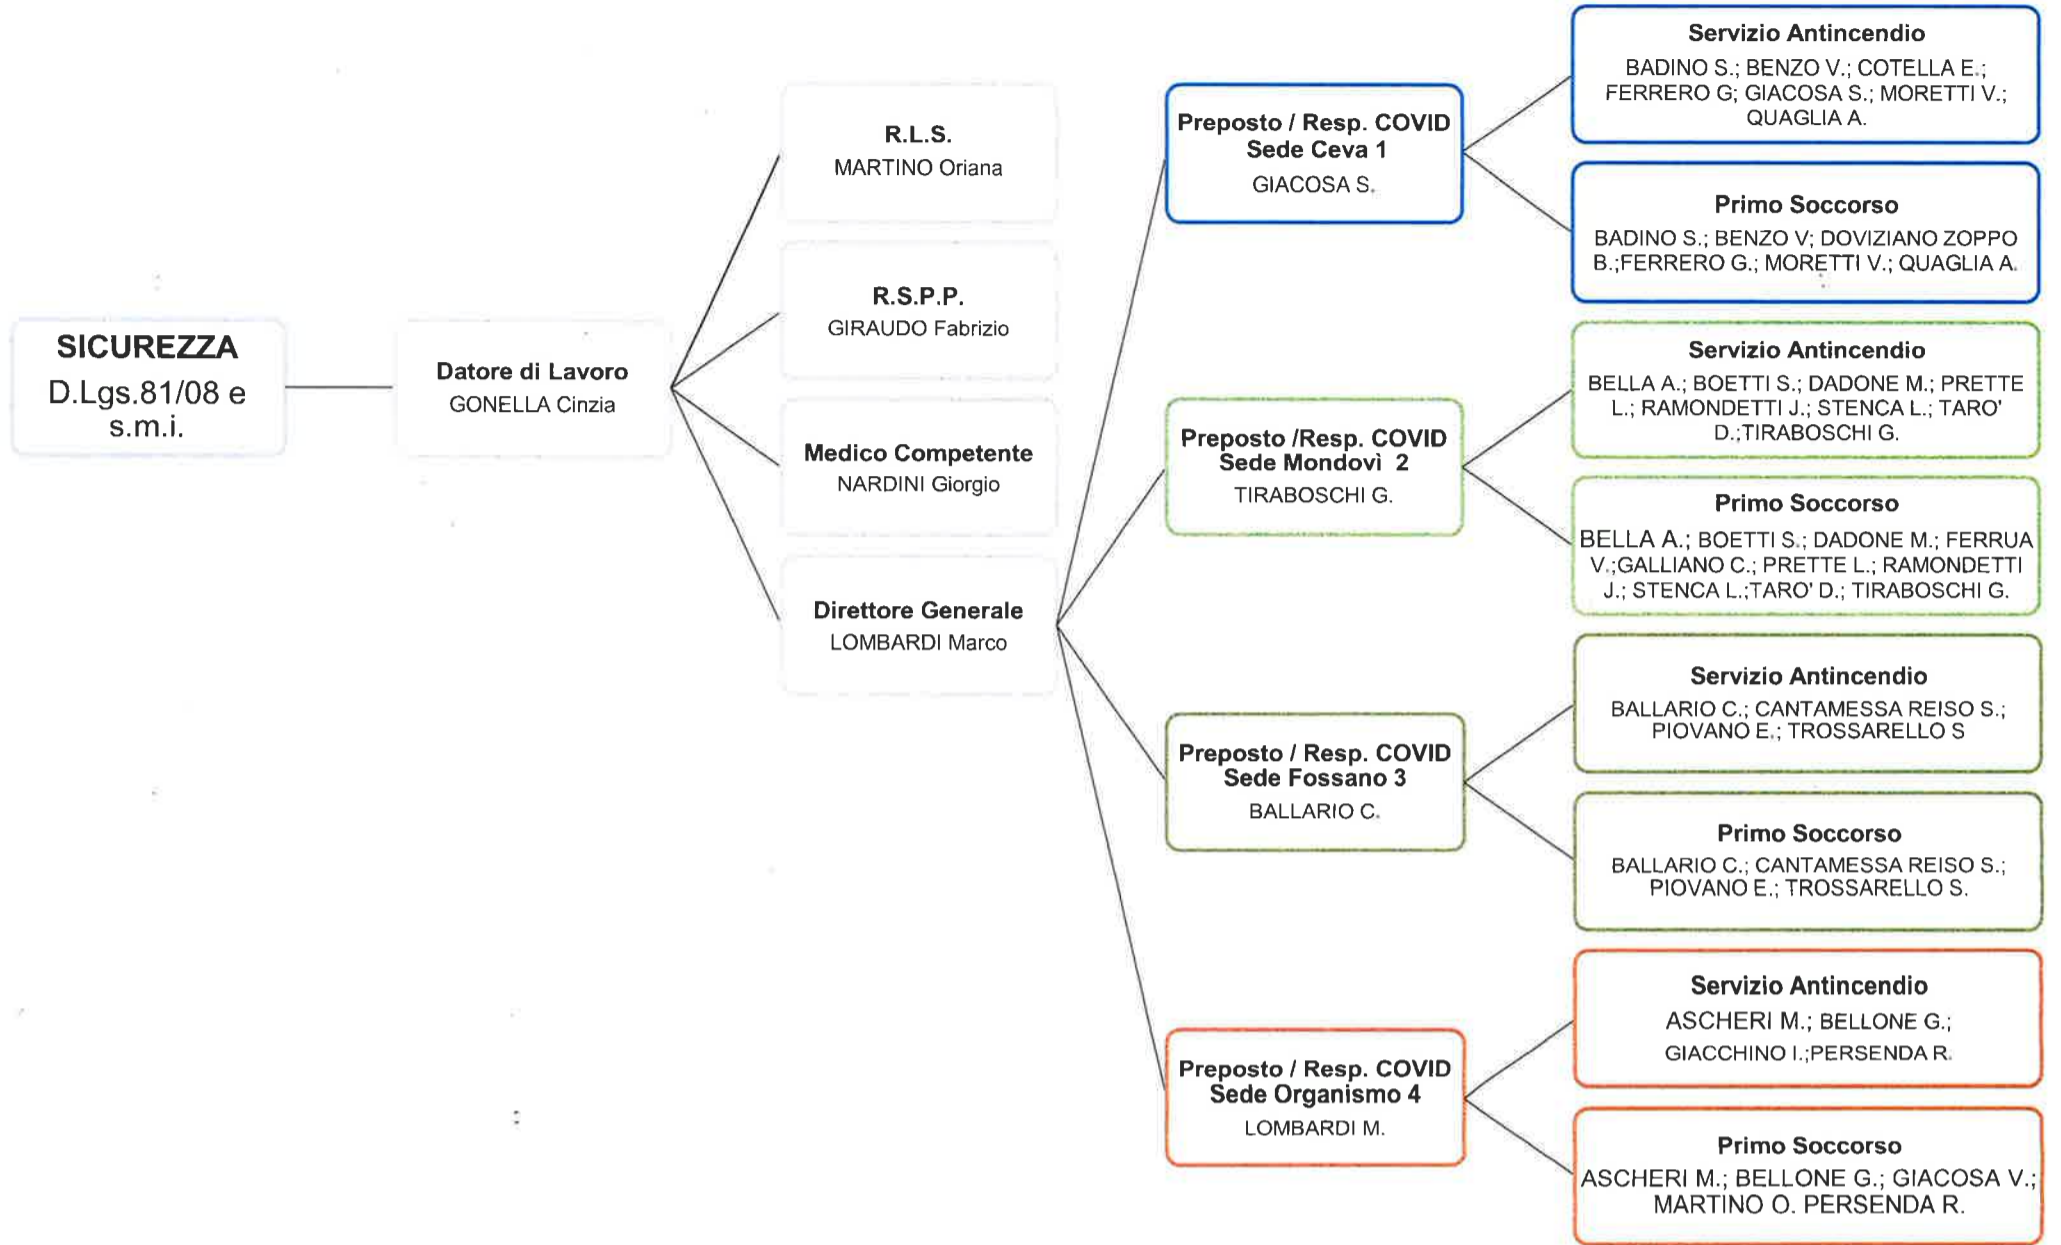 SICUREZZA
D.Lgs.81/08 e
s.m.i.
Datore di Lavoro
GONELLA Cinzia
R.L.S.
MARTINO Oriana
R.S.P.P.
GIRAUDO Fabrizio
Medico Competente
NARDINI Giorgio
Direttore Generale
LOMBARDI Marco
Preposto / Resp. COVID
Sede Ceva 1
GIACOSA S.
Servizio Antincendio
BADINO S.; BENZO V.; COTELLA E.;
FERRERO G; GIACOSA S.; MORETTI V.;
QUAGLIA A.
Primo Soccorso
BADINO S.; BENZO V; DOVIZIANO ZOPPO
B.;FERRERO G.; MORETTI V.; QUAGLIA A.
Preposto /Resp. COVID
Sede Mondovì 2
TIRABOSCHI G.
Servizio Antincendio
BELLA A.; BOETTI S.; DADONE M.; PRETTE
L.; RAMONDETTI J.; STENCA L.; TARO'
D.;TIRABOSCHI G.
Primo Soccorso
BELLA A.; BOETTI S.; DADONE M.; FERRUA
V.;GALLIANO C.; PRETTE L.; RAMONDETTI
J.; STENCA L.;TARO' D.; TIRABOSCHI G.
Preposto / Resp. COVID
Sede Fossano 3
BALLARIO C.
Servizio Antincendio
BALLARIO C.; CANTAMESSA REISO S.;
PIOVANO E.; TROSSARELLO S
Primo Soccorso
BALLARIO C.; CANTAMESSA REISO S.;
PIOVANO E.; TROSSARELLO S.
Preposto / Resp. COVID
Sede Organismo 4
LOMBARDI M.
Servizio Antincendio
ASCHERI M.; BELLONE G.;
GIACCHINO I.;PERSENDA R.
Primo Soccorso
ASCHERI M.; BELLONE G.; GIACOSA V.;
MARTINO O. PERSENDA R.